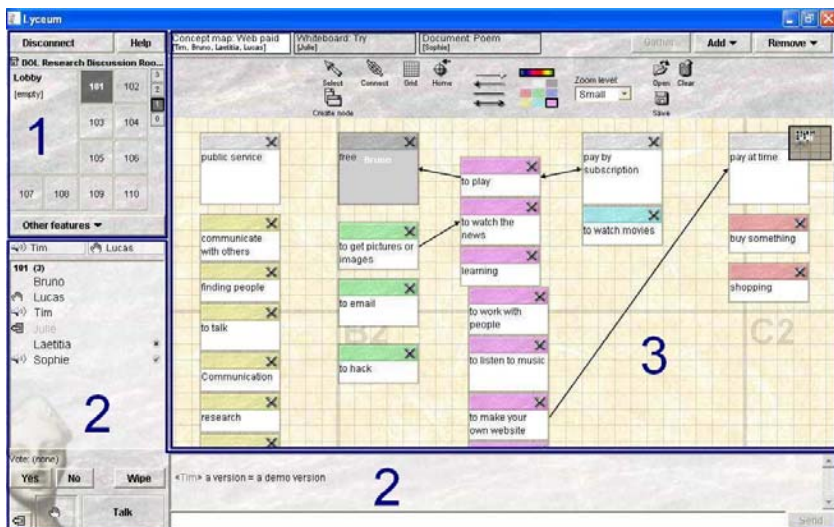 Lyceum
Disconnect
Help
DOL Research Discussion Roo...
Lobby
[empty]
101
102
103
104
105
106
107
108
109
110
3
2
1
0
1
Other features
Concept map: Web paid
[Tim, Bruno, Laetitia, Lucas]
Whiteboard: Try
[Julie]
Document: Poem
[Sophie]
Gather
Add
Remove
Select
Connect
Grid
Home
Create node
Zoom level
Small
Open
Clear
Save
public service
free
Bruno
to play
pay by
subscription
pay at time
communicate
with others
to get pictures or
images
to watch the
news
to watch movies
buy something
finding people
learning
shopping
to email
to work with
people
to talk
B2
C2
3
to hack
to listen to music
Communication
research
to make your
own website
Tim
Lucas
101 (3)
Bruno
Lucas
Tim
Julie
Laetitia
Sophie
2
Vote: (none)
Yes
No
Wipe
Talk
<Tim> a version = a demo version
2
Send